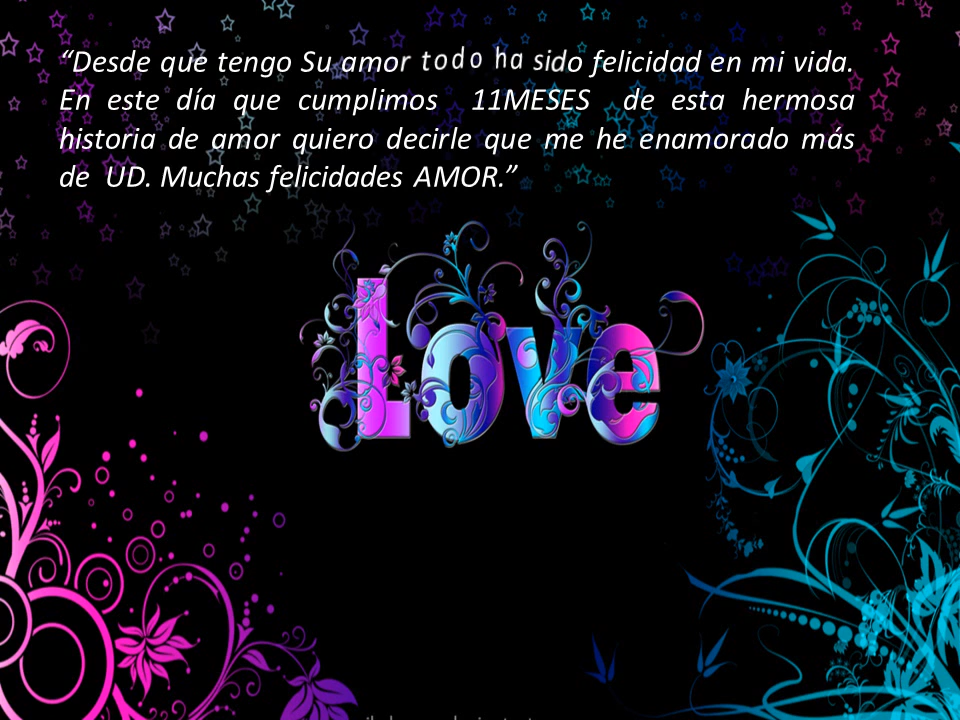 “Desde que tengo Su amor todo ha sido felicidad en mi vida.
En este día que cumplimos 11MESES de esta hermosa
historia de amor quiero decirle que me he enamorado más
de UD. Muchas felicidades AMOR.”
Love